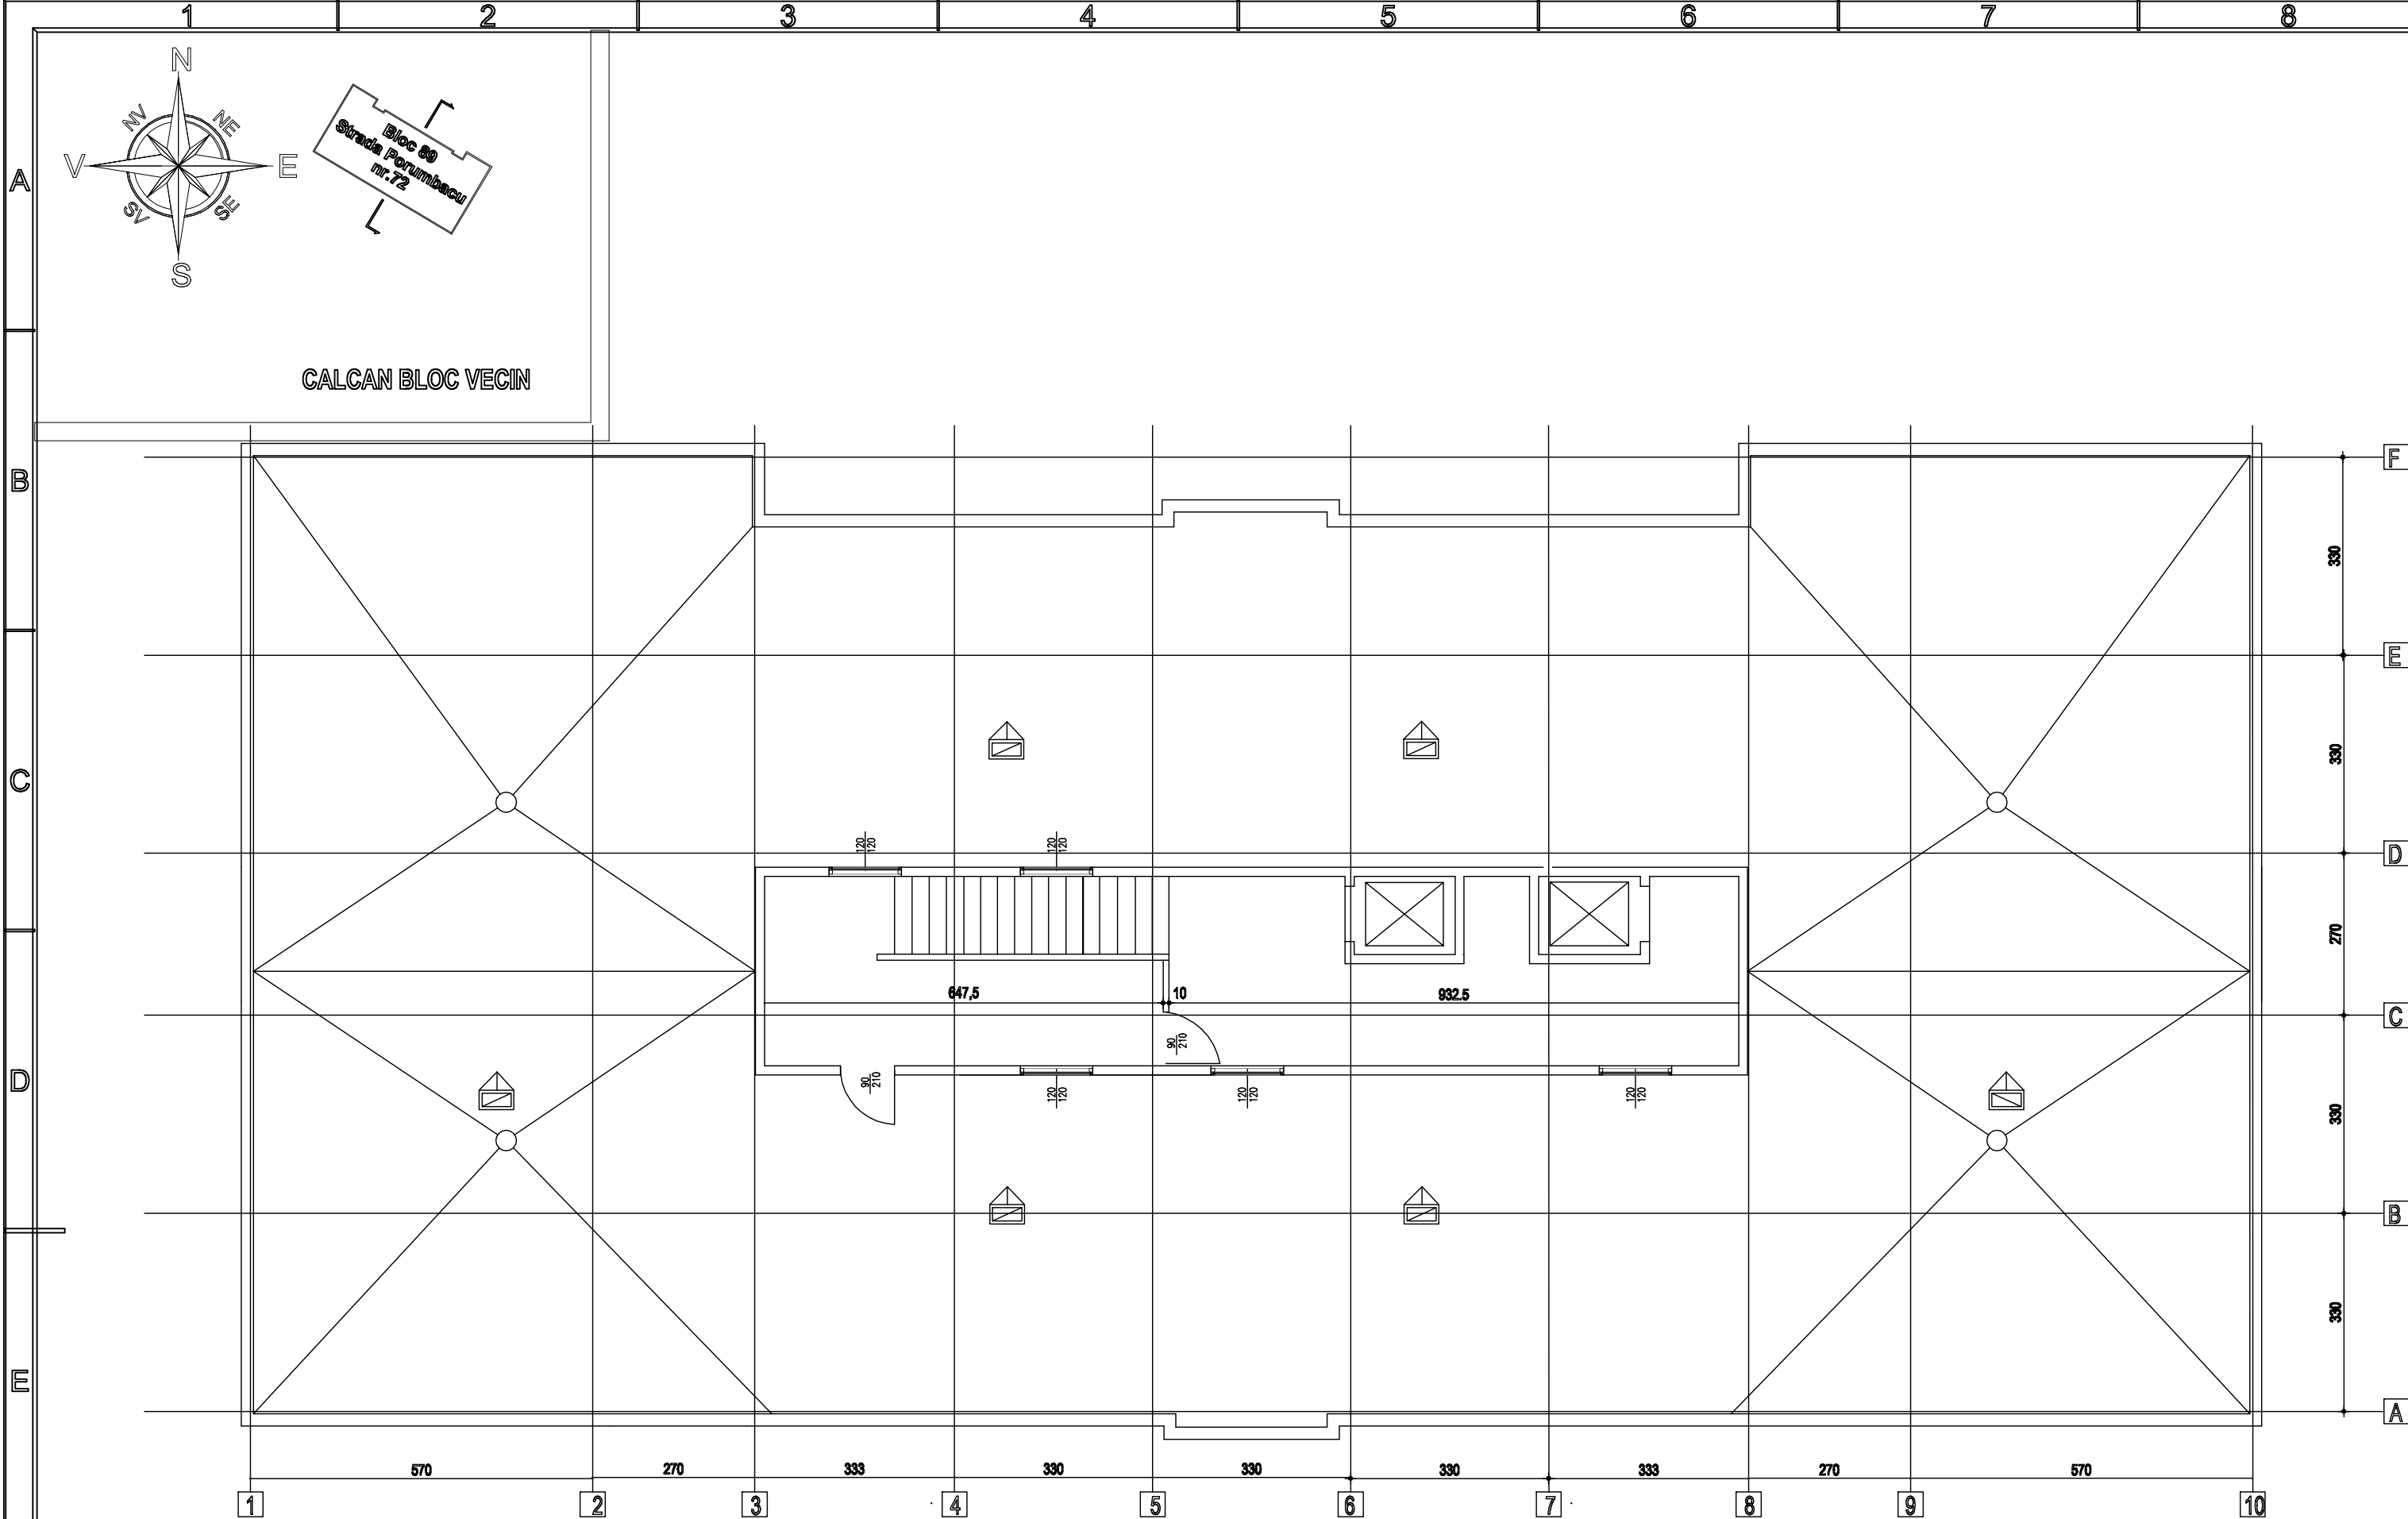 1 2 3 4 5 6 7 8
N
NV NE
V E
SV SE
S
Bloc 89
Strada Porumbacu
nr.72
A
CALCAN BLOC VECIN
B
F
330
E
C
330
120 120
120 120
D
270
647,5 10 932.5
C
90 210
D
90 210
120 120
120 120
120 120
330
B
330
E
A
570 270 333 330 330 330 333 270 570
1 2 3 4 5 6 7 8 9 10